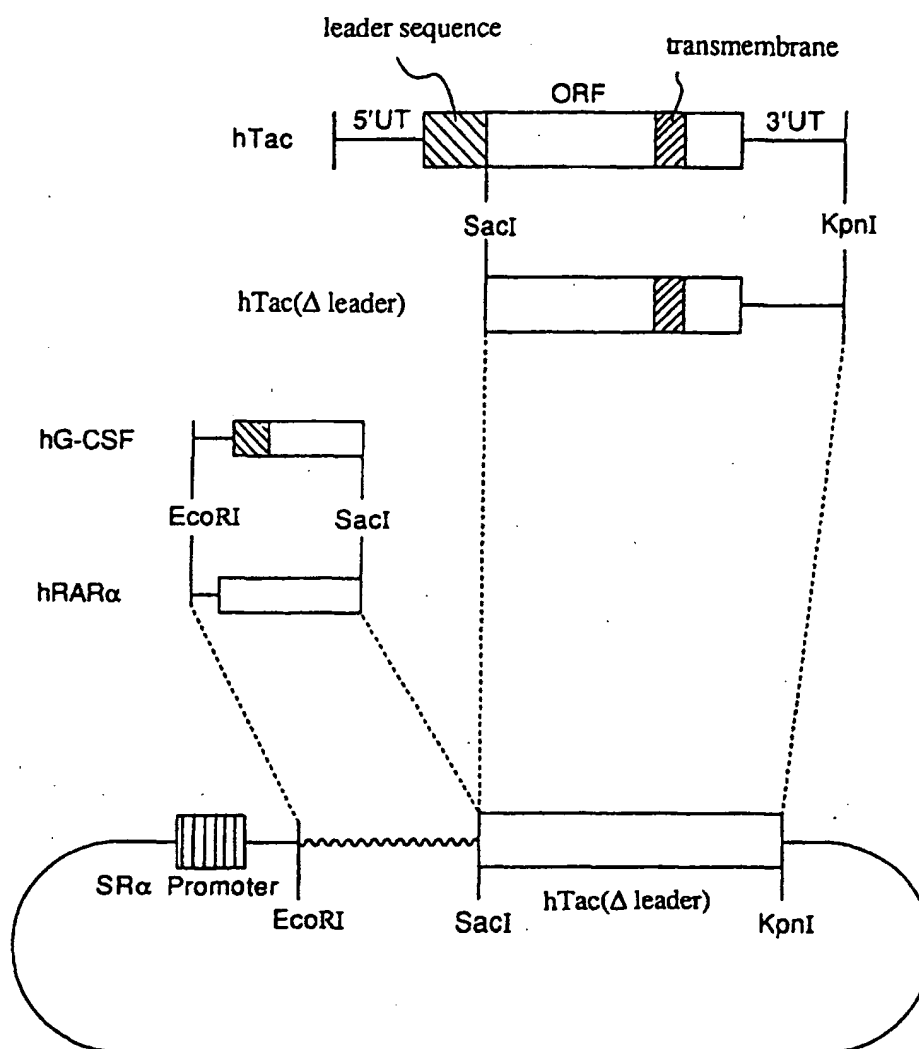 leader sequence
transmembrane
ORF
5'UT
3'UT
hTac
SacI
KpnI
hTac(Δ leader)
hG-CSF
EcoRI
SacI
hRARα
SRα Promoter
EcoRI
SacI
hTac(Δ leader)
KpnI